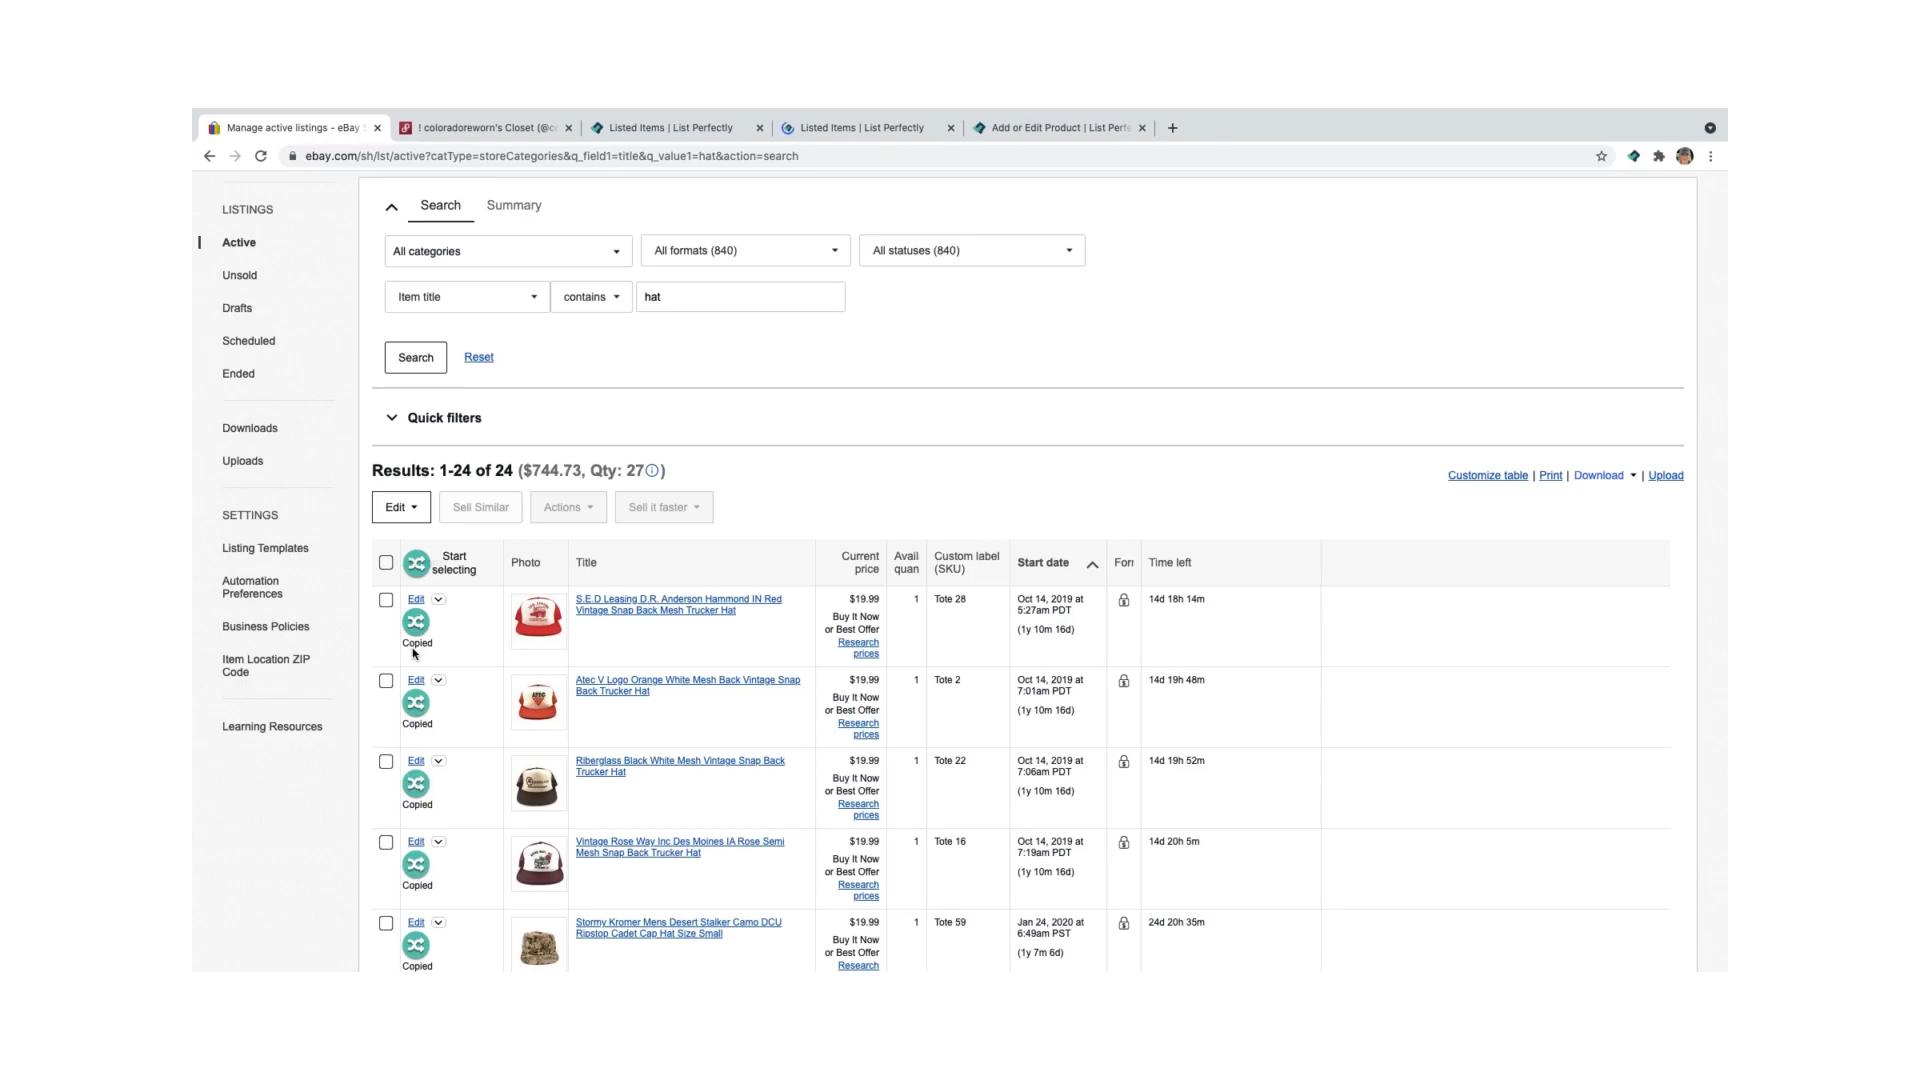 Manage active listings - eBay S
! coloradoreworn's Closet (@co
Listed Items | List Perfectly
Listed Items | List Perfectly
Add or Edit Product | List Perfe
ebay.com/sh/lst/active?catType=storeCategories&q_field1=title&q_value1=hat&action=search
LISTINGS
Active
Unsold
Drafts
Scheduled
Ended
Downloads
Uploads
SETTINGS
Listing Templates
Automation
Preferences
Business Policies
Item Location ZIP
Code
Learning Resources
Search
Summary
All categories
All formats (840)
All statuses (840)
Item title
contains
hat
Search
Reset
Quick filters
Results: 1-24 of 24 ($744.73, Qty: 27)
Customize table | Print | Download | Upload
Edit
Sell Similar
Actions
Sell it faster
Start
selecting
Photo
Title
Current
price
Avail
quan
Custom label
(SKU)
Start date
For
Time left
Edit
Copied
S.E.D Leasing D.R. Anderson Hammond IN Red
Vintage Snap Back Mesh Trucker Hat
$19.99
Buy It Now
or Best Offer
Research
prices
1
Tote 28
Oct 14, 2019 at
5:27am PDT
(1y 10m 16d)
14d 18h 14m
Edit
Copied
ATEC
Atec V Logo Orange White Mesh Back Vintage Snap
Back Trucker Hat
$19.99
Buy It Now
or Best Offer
Research
prices
1
Tote 2
Oct 14, 2019 at
7:01am PDT
(1y 10m 16d)
14d 19h 48m
Edit
Copied
Riberglass Black White Mesh Vintage Snap Back
Trucker Hat
$19.99
Buy It Now
or Best Offer
Research
prices
1
Tote 22
Oct 14, 2019 at
7:06am PDT
(1y 10m 16d)
14d 19h 52m
Edit
Copied
Vintage Rose Way Inc Des Moines IA Rose Semi
Mesh Snap Back Trucker Hat
$19.99
Buy It Now
or Best Offer
Research
prices
1
Tote 16
Oct 14, 2019 at
7:19am PDT
(1y 10m 16d)
14d 20h 5m
Edit
Copied
Stormy Kromer Mens Desert Stalker Camo DCU
Ripstop Cadet Cap Hat Size Small
$19.99
Buy It Now
or Best Offer
Research
1
Tote 59
Jan 24, 2020 at
6:49am PST
(1y 7m 6d)
24d 20h 35m